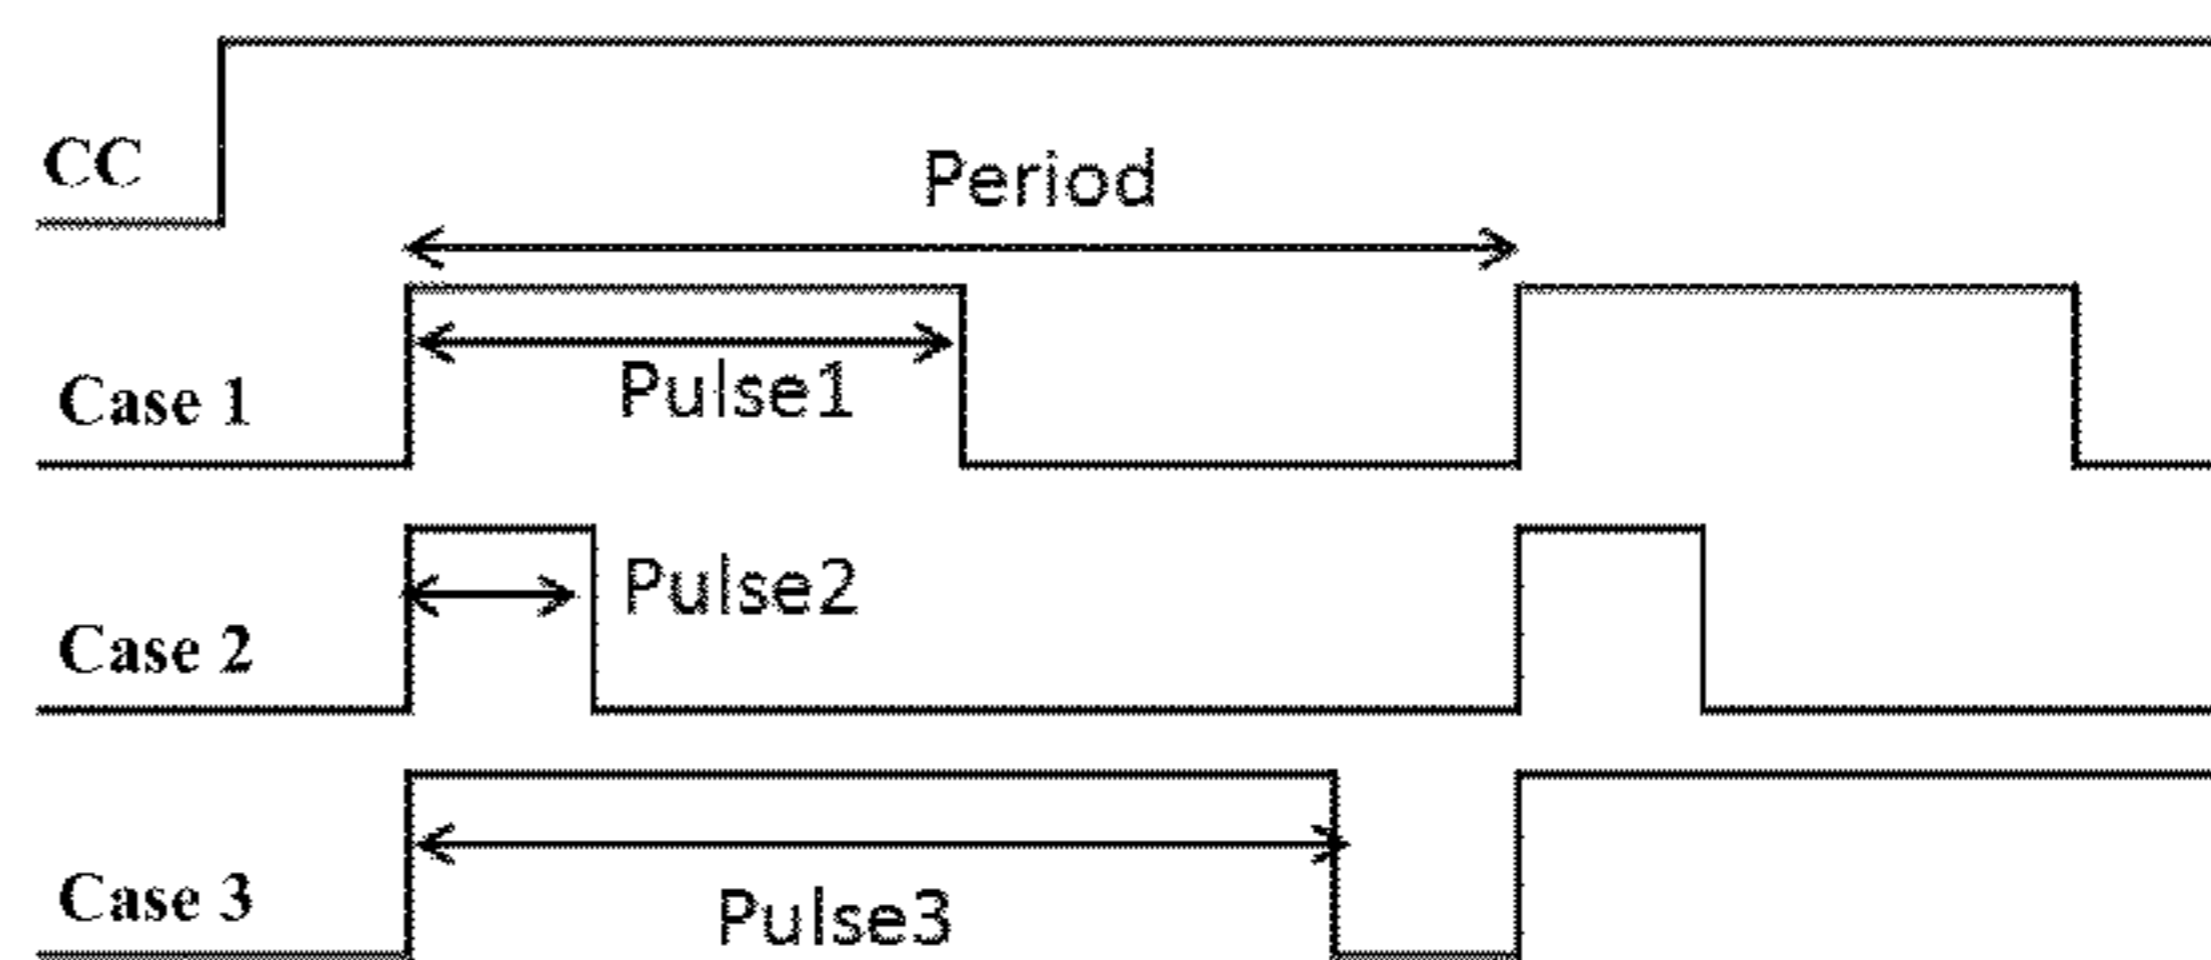 CC
Period
Case 1
Pulse1
Case 2
Pulse2
Case 3
Pulse3